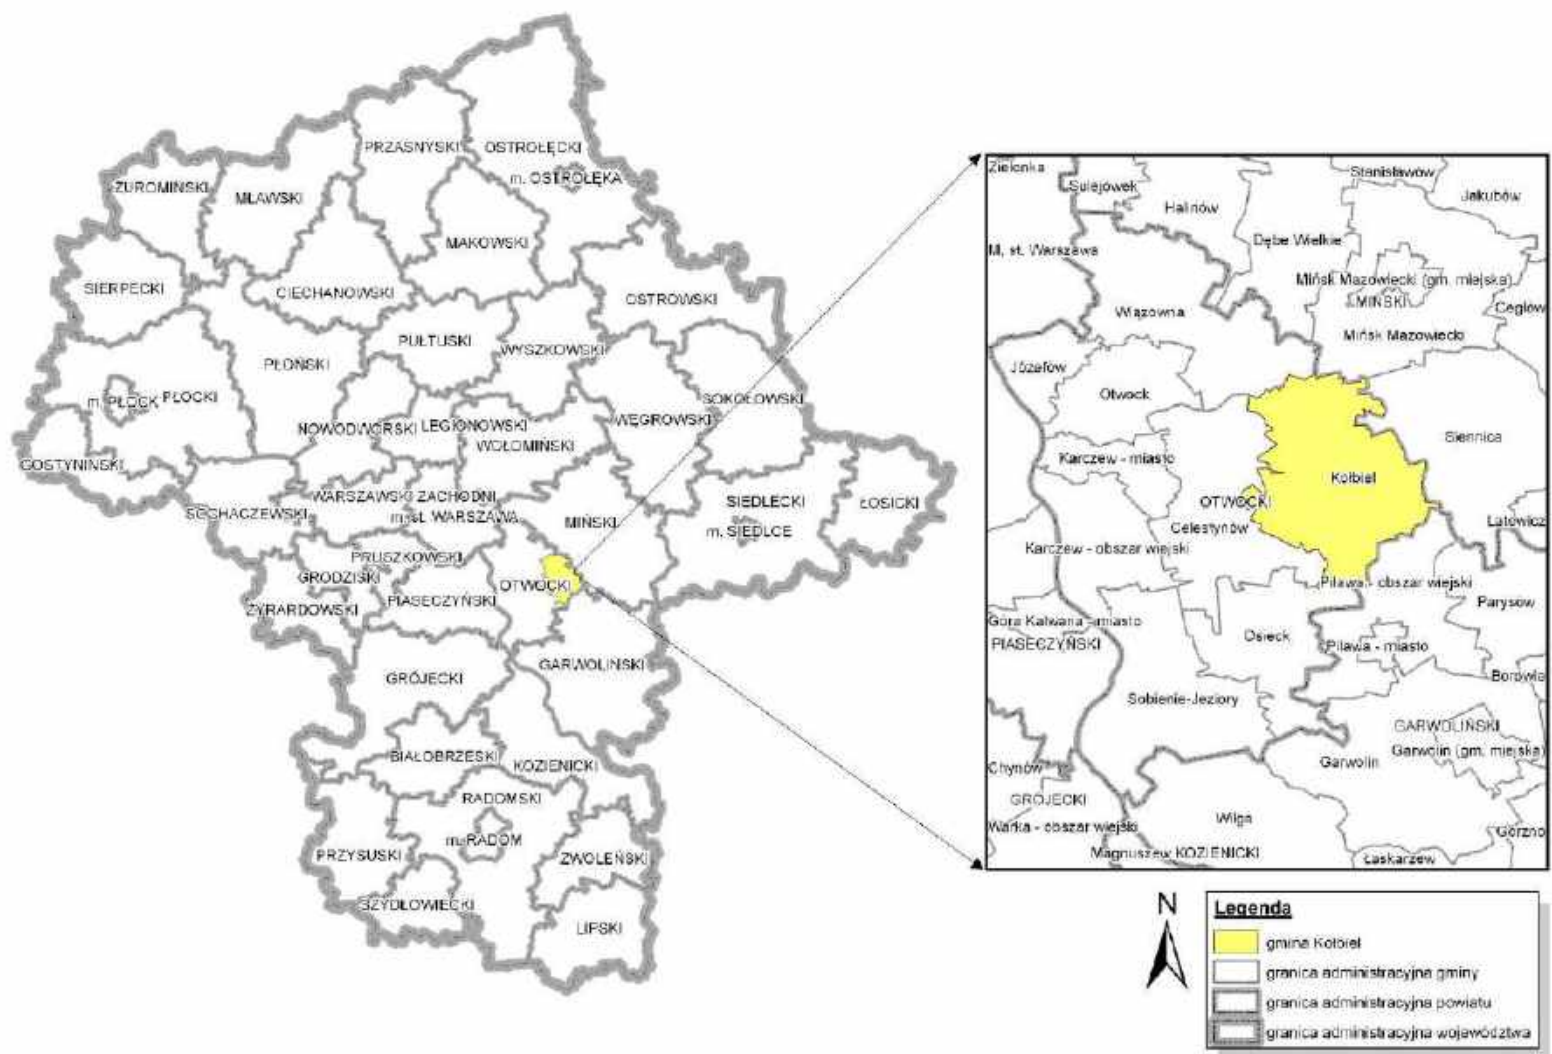 PRZASNYSKI
OSTROŁĘCKI
m. OSTROŁĘKA
ŻUROMIŃSKI
MŁAWSKI
MAKOWSKI
SIERPECKI
CIECHANOWSKI
OSTROWSKI
PUŁTUSKI
WYSZKOWSKI
PŁOŃSKI
m. PŁOCK
PŁOCKI
SOKOŁOWSKI
NOWODWORSKI
LEGIONOWSKI
WĘGROWSKI
WOŁOMIŃSKI
GOSTYNIŃSKI
WARSZAWSKI ZACHODNI
SIEDLECKI
ŁOSICKI
SOCHACZEWSKI
m. st. WARSZAWA
MIŃSKI
m. SIEDLCE
PRUSZKOWSKI
GRODZISKI
OTWOCKI
ŻYRARDOWSKI
PIASECZYŃSKI
GARWOLIŃSKI
GRÓJECKI
BIAŁOBRZESKI
KOZIENICKI
RADOMSKI
m. RADOM
PRZYSUSKI
ZWOLEŃSKI
SZYDŁOWIECKI
LIPSKI
Zielonka
Stanisławów
Sulejówek
Jakubów
Halinów
Dębe Wielkie
M. st. Warszawa
Mińsk Mazowiecki (gm. miejska)
MIŃSKI
Cegłów
Wiązowna
Mińsk Mazowiecki
Józefów
Otwock
Siennica
Karczew - miasto
Kołbiel
OTWOCKI
Celestynów
Latowicz
Karczew - obszar wiejski
Pilawa - obszar wiejski
Parysów
Góra Kalwaria - miasto
PIASECZYŃSKI
Osieck
Pilawa - miasto
Borowie
Sobienie-Jeziory
GARWOLIŃSKI
Garwolin (gm. miejska)
Garwolin
Chynów
GRÓJECKI
Wilga
Warka - obszar wiejski
Górzno
Magnuszew KOZIENICKI
Łaskarzew
N
Legenda
gmina Kołbiel
granica administracyjna gminy
granica administracyjna powiatu
granica administracyjna województwa